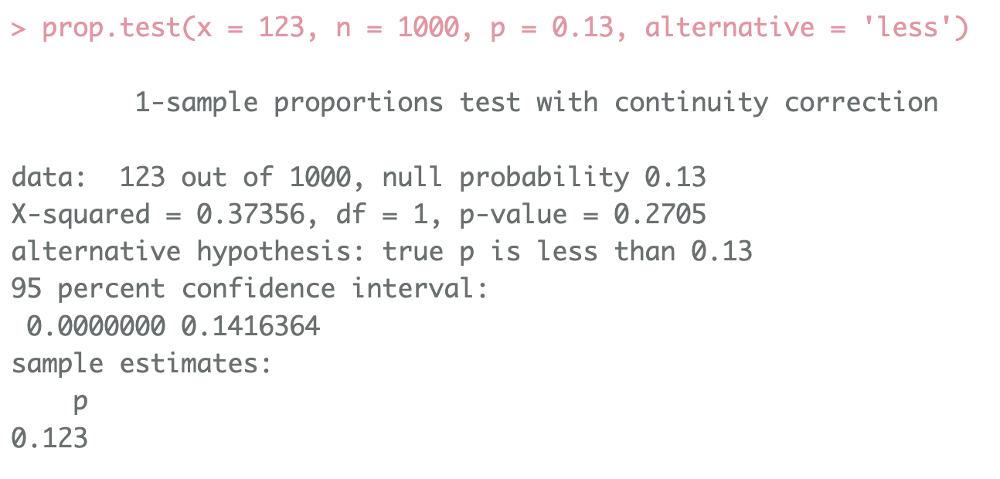 > prop.test(x = 123, n = 1000, p = 0.13, alternative = 'less')
1-sample proportions test with continuity correction
data:  123 out of 1000, null probability 0.13
X-squared = 0.37356, df = 1, p-value = 0.2705
alternative hypothesis: true p is less than 0.13
95 percent confidence interval:
 0.0000000 0.1416364
sample estimates:
    p
0.123